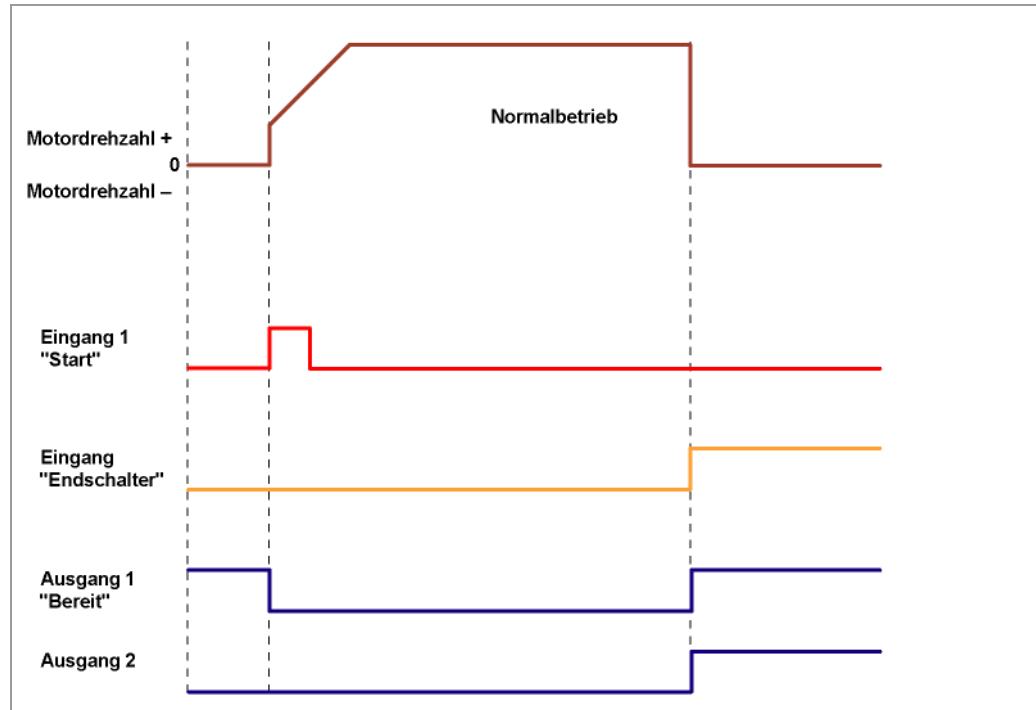 Normalbetrieb
Motordrehzahl +
0
Motordrehzahl –
Eingang 1
"Start"
Eingang
"Endschalter"
Ausgang 1
"Bereit"
Ausgang 2